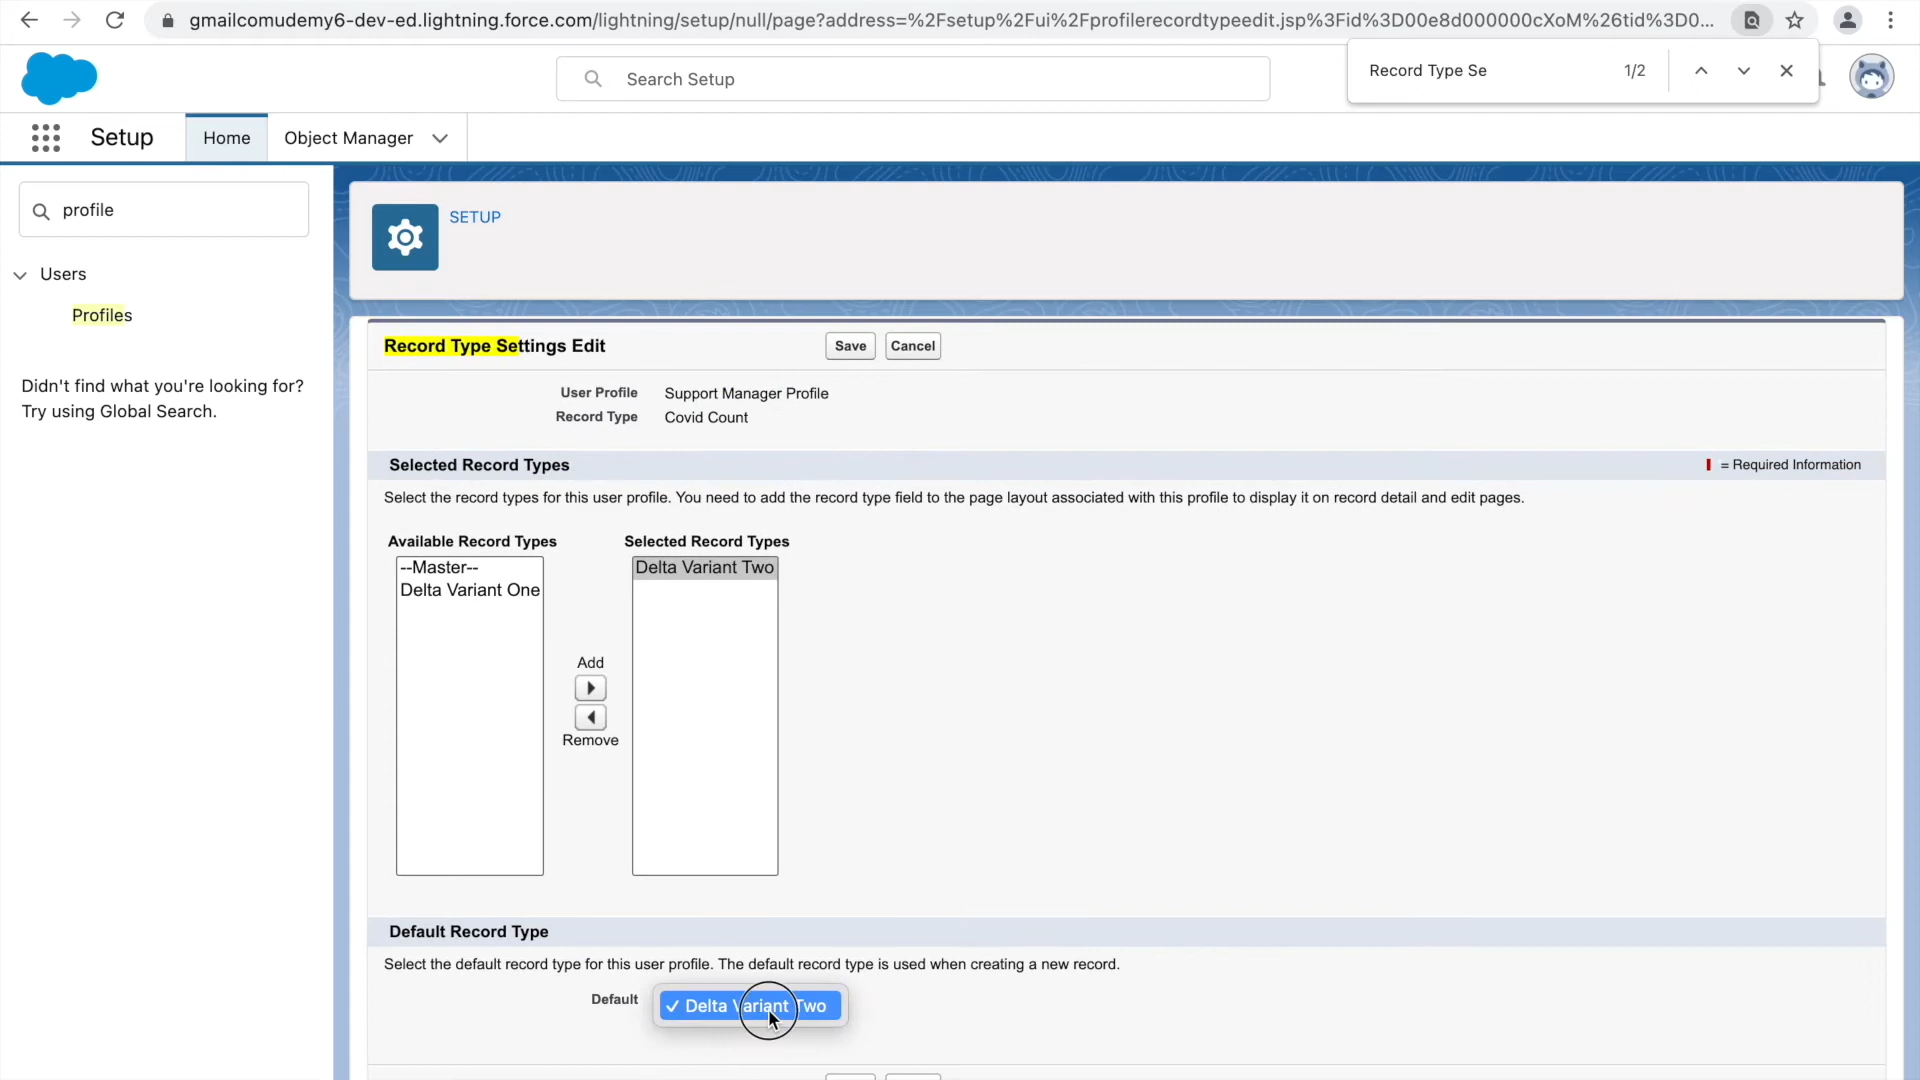 gmailcomudemy6-dev-ed.lightning.force.com/lightning/setup/null/page?address=%2Fsetup%2Fui%2Fprofilerecordtypeedit.jsp%3Fid%3D00e8d000000cXoM%26tid%3D0...
Record Type Se 1/2
Search Setup
Setup Home Object Manager
profile
Users
Profiles
Didn't find what you're looking for?
Try using Global Search.
SETUP
Record Type Settings Edit Save Cancel
User Profile Support Manager Profile
Record Type Covid Count
Selected Record Types = Required Information
Select the record types for this user profile. You need to add the record type field to the page layout associated with this profile to display it on record detail and edit pages.
Available Record Types Selected Record Types
--Master-- Delta Variant Two
Delta Variant One
Add
Remove
Default Record Type
Select the default record type for this user profile. The default record type is used when creating a new record.
Default ✓ Delta Variant Two